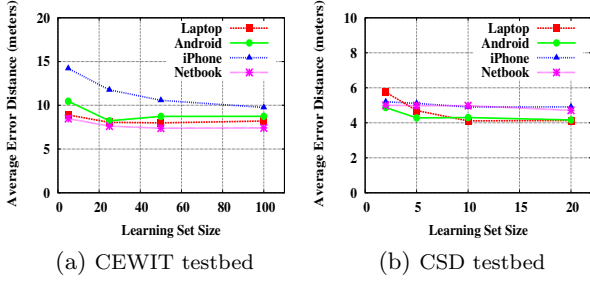 Average Error Distance (meters)
20
15
10
5
0
Laptop
Android
iPhone
Netbook
0 20 40 60 80 100
Learning Set Size
(a) CEWIT testbed
Average Error Distance (meters)
10
8
6
4
2
0
Laptop
Android
iPhone
Netbook
0 5 10 15 20
Learning Set Size
(b) CSD testbed